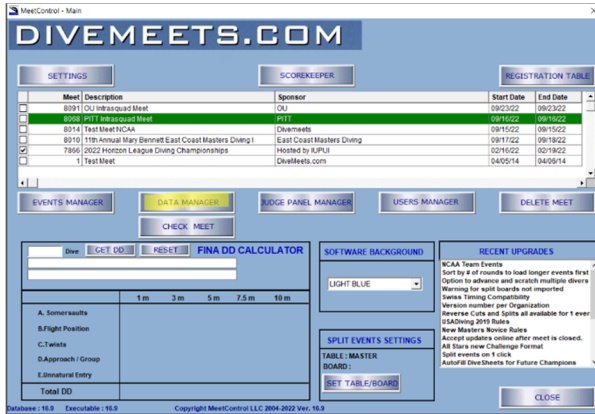 MeetControl - Main
DIVEMEETS.COM
SETTINGS
SCOREKEEPER
REGISTRATION TABLE
Meet Description Sponsor Start Date End Date
8091 OU Intrasquad Meet OU 09/23/22 09/23/22
8068 PITT Intrasquad Meet PITT 09/16/22 09/16/22
8014 Test Meet NCAA Divemeets 09/15/22 09/15/22
8010 11th Annual Mary Bennett East Coast Masters Diving I East Coast Masters Diving 09/17/22 09/18/22
7866 2022 Horizon League Diving Championships Hosted by IUPUI 02/16/22 02/19/22
1 Test Meet DiveMeets.com 04/05/14 04/06/14
EVENTS MANAGER
DATA MANAGER
JUDGE PANEL MANAGER
USERS MANAGER
DELETE MEET
CHECK MEET
Dive GET DD RESET FINA DD CALCULATOR
1 m 3 m 5 m 7.5 m 10 m
A. Somersaults
B.Flight Position
C.Twists
D.Approach / Group
E.Unnatural Entry
Total DD
SOFTWARE BACKGROUND
LIGHT BLUE
SPLIT EVENTS SETTINGS
TABLE : MASTER
BOARD :
SET TABLE/BOARD
RECENT UPGRADES
NCAA Team Events
Sort by # of rounds to load longer events first
Option to advance and scratch multiple divers
Warning for split boards not imported
Swiss Timing Compatibility
Version number per Organization
Reverse Cuts and Splits all available for 1 ever
USADiving 2019 Rules
New Masters Novice Rules
Accept updates online after meet is closed.
All Stars new Challenge Format
Split events on 1 click
AutoFill DiveSheets for Future Champions
CLOSE
Database : 16.9 Executable : 16.9 Copyright MeetControl LLC 2004-2022 Ver. 16.9